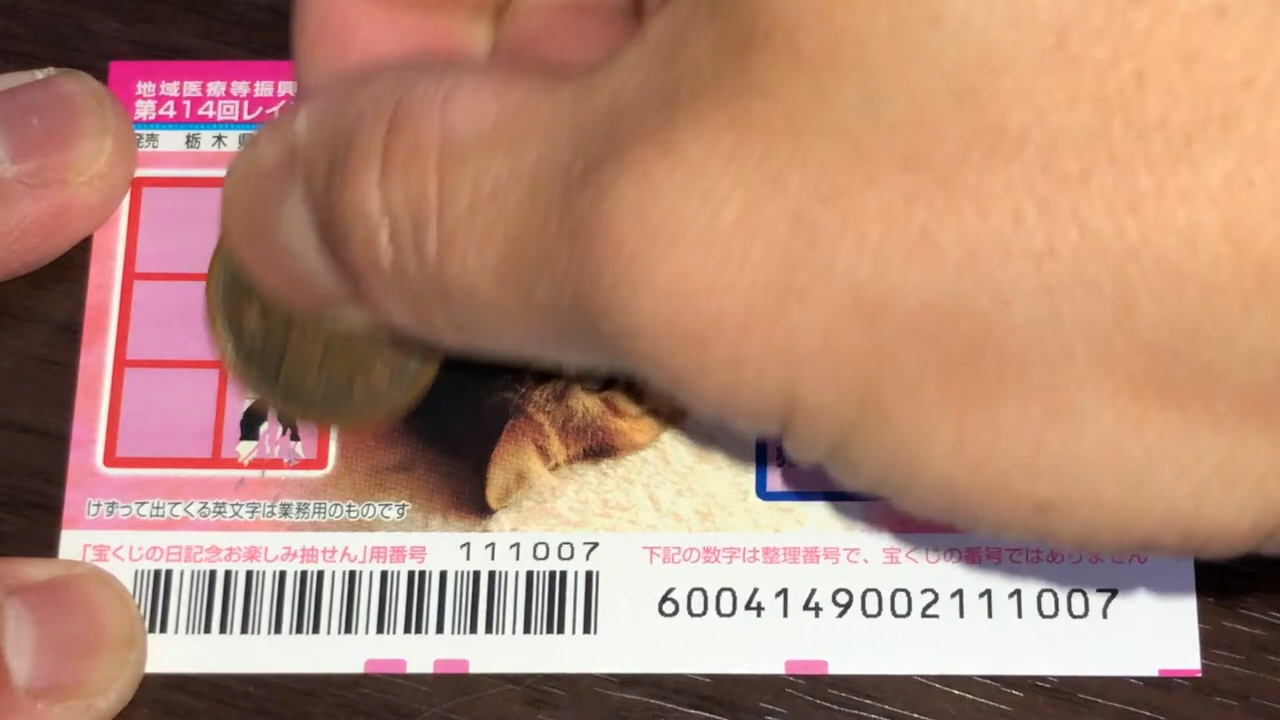 地域医療等振興
第414回レイ
発売 栃木県
けずって出てくる英文字は業務用のものです
「宝くじの日記念お楽しみ抽せん」用番号 111007
下記の数字は整理番号で、宝くじの番号ではありません
6004149002111007